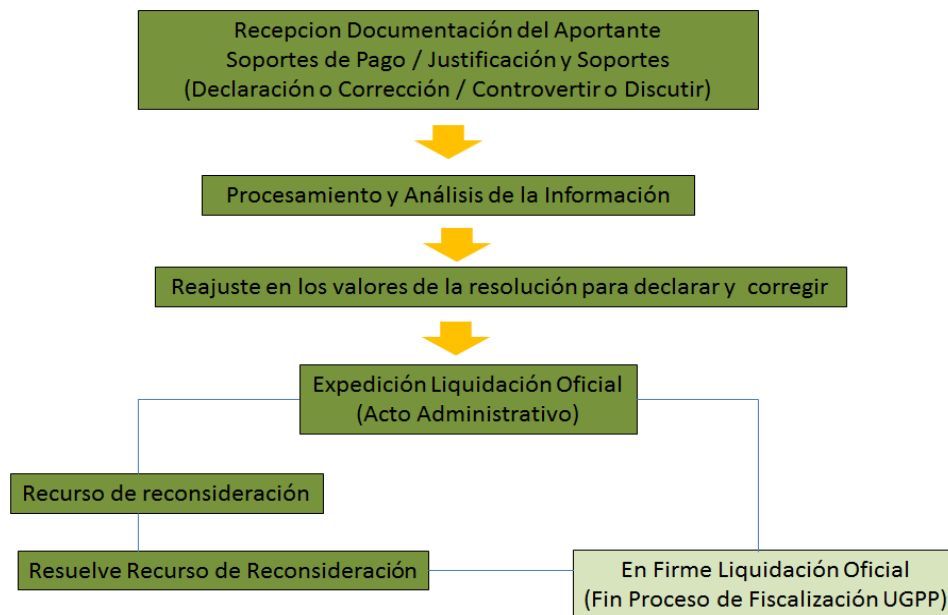 Recepcion Documentación del Aportante
Soportes de Pago / Justificación y Soportes
(Declaración o Corrección / Controvertir o Discutir)
Procesamiento y Análisis de la Información
Reajuste en los valores de la resolución para declarar y corregir
Expedición Liquidación Oficial
(Acto Administrativo)
Recurso de reconsideración
Resuelve Recurso de Reconsideración
En Firme Liquidación Oficial
(Fin Proceso de Fiscalización UGPP)